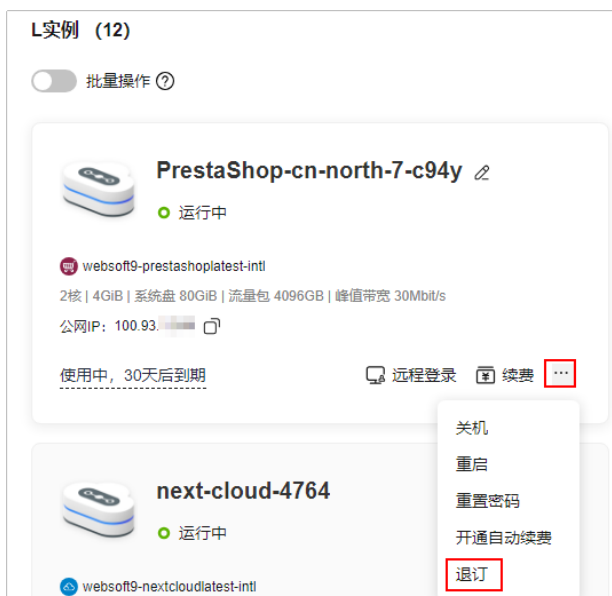 L实例 (12)
批量操作
PrestaShop-cn-north-7-c94y
运行中
websoft9-prestashoplatest-intl
2核 | 4GiB | 系统盘 80GiB | 流量包 4096GB | 峰值带宽 30Mbit/s
公网IP: 100.93.
使用中, 30天后到期 远程登录 续费 ...
关机
重启
重置密码
开通自动续费
退订
next-cloud-4764
运行中
websoft9-nextcloudlatest-intl